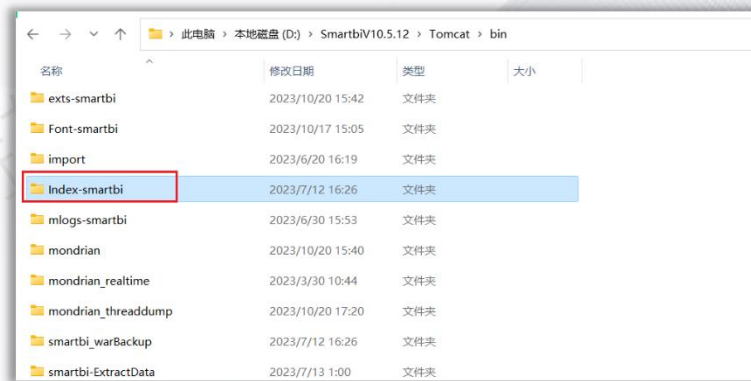 此电脑 › 本地磁盘 (D:) › SmartbiV10.5.12 › Tomcat › bin
名称 修改日期 类型 大小
exts-smartbi 2023/10/20 15:42 文件夹
Font-smartbi 2023/10/17 15:05 文件夹
import 2023/6/20 16:19 文件夹
Index-smartbi 2023/7/12 16:26 文件夹
mlogs-smartbi 2023/6/30 15:53 文件夹
mondrian 2023/10/20 15:40 文件夹
mondrian_realtime 2023/3/30 10:44 文件夹
mondrian_threaddump 2023/10/20 17:20 文件夹
smartbi_warBackup 2023/7/12 16:26 文件夹
smartbi-ExtractData 2023/7/13 1:00 文件夹